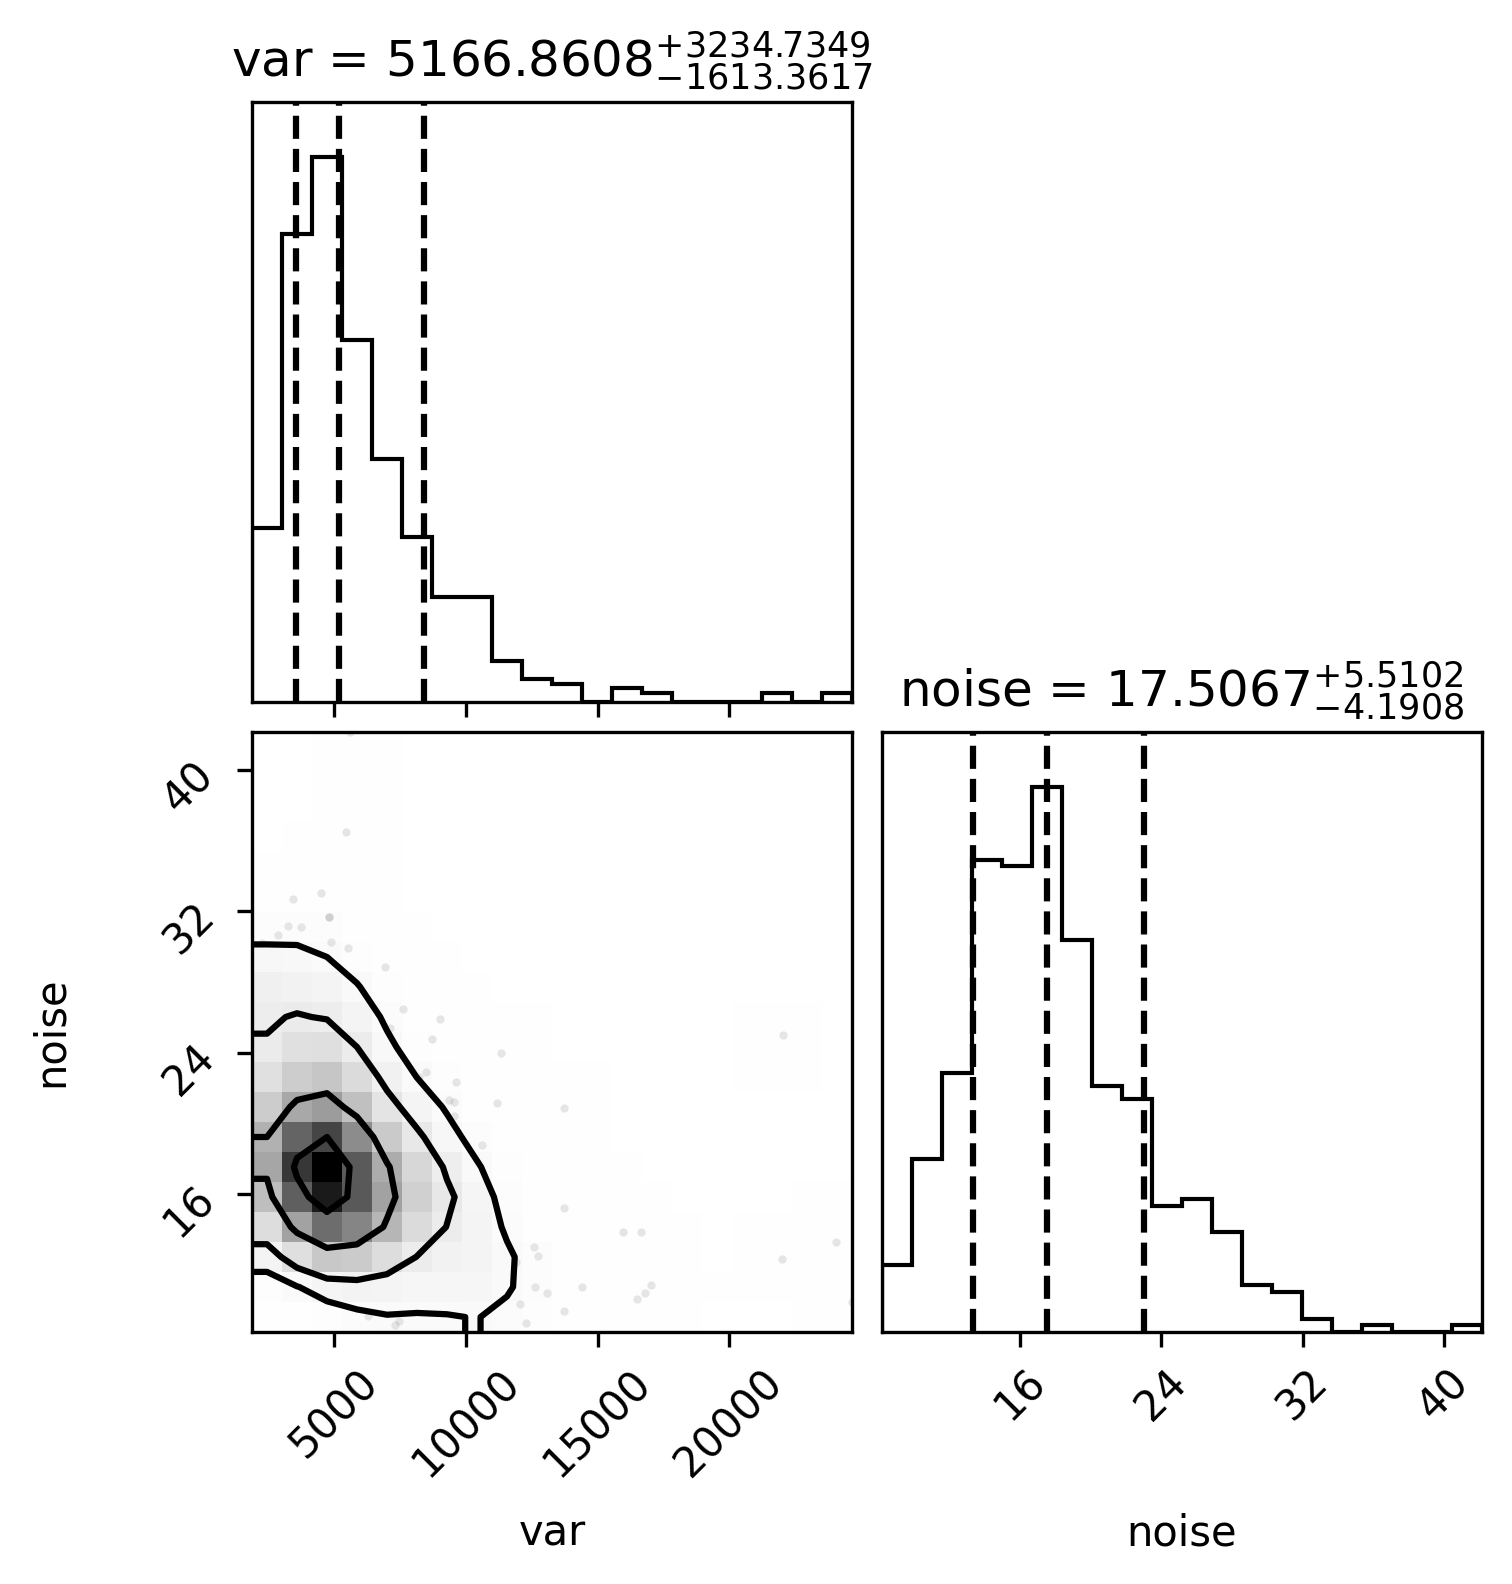 var = 5166.8608+3234.7349−1613.3617
noise = 17.5067+5.5102−4.1908
40
32
24
16
noise
5000 10000 15000 20000
16 24 32 40
var
noise